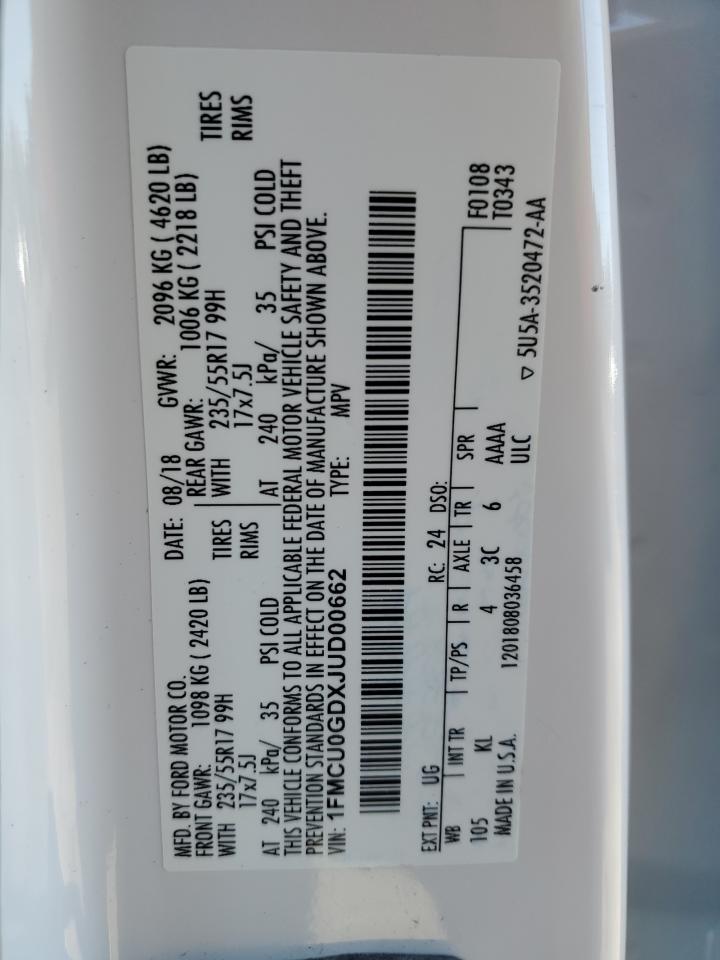 MFD. BY FORD MOTOR CO.
DATE: 08/18 GVWR: 2096 KG ( 4620 LB)
FRONT GAWR: 1098 KG ( 2420 LB) REAR GAWR: 1006 KG ( 2218 LB)
WITH 235/55R17 99H TIRES WITH 235/55R17 99H TIRES
17x7.5J RIMS 17x7.5J RIMS
AT 240 kPa/ 35 PSI COLD AT 240 kPa/ 35 PSI COLD
THIS VEHICLE CONFORMS TO ALL APPLICABLE FEDERAL MOTOR VEHICLE SAFETY AND THEFT
PREVENTION STANDARDS IN EFFECT ON THE DATE OF MANUFACTURE SHOWN ABOVE.
VIN: 1FMCU0GDXJUD00662 TYPE: MPV
EXT PNT: UG RC: 24 DSO: F0108
WB INT TR TP/PS R AXLE TR SPR T0343
105 KL 4 3C 6 AAAA
MADE IN U.S.A. 1201808036458 ULC
▽ 5U5A-3520472-AA